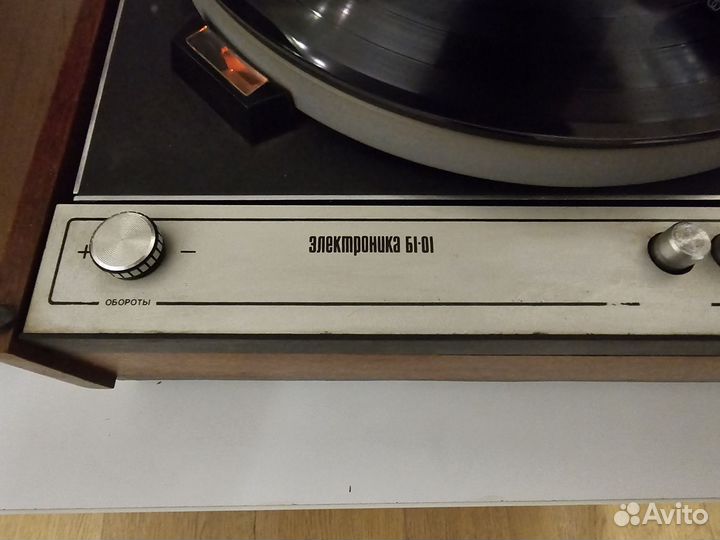 электроника Б1-01
+
−
ОБОРОТЫ
Avito